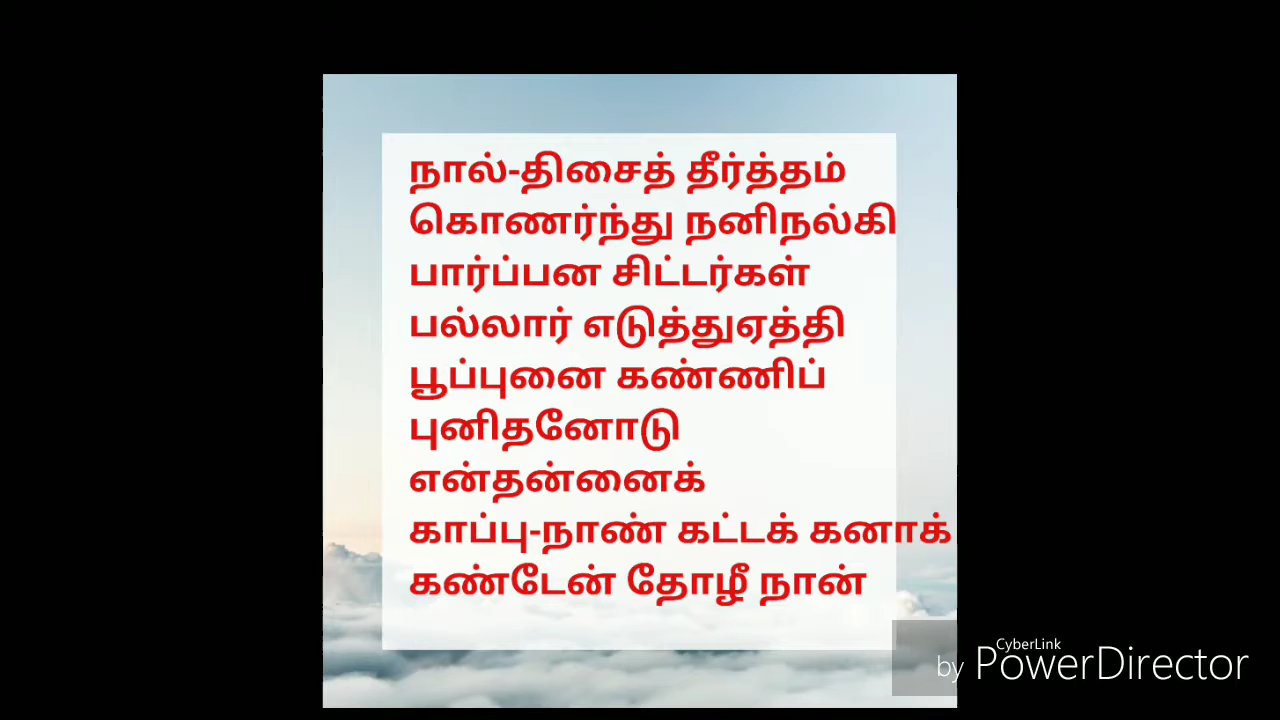 நால்-திசைத் தீர்த்தம்
கொணர்ந்து நனிநல்கி
பார்ப்பன சிட்டர்கள்
பல்லார் எடுத்துஏத்தி
பூப்புனை கண்ணிப்
புனிதனோடு
என்தன்னைக்
காப்பு-நாண் கட்டக் கனாக்
கண்டேன் தோழீ நான்
CyberLink
by PowerDirector